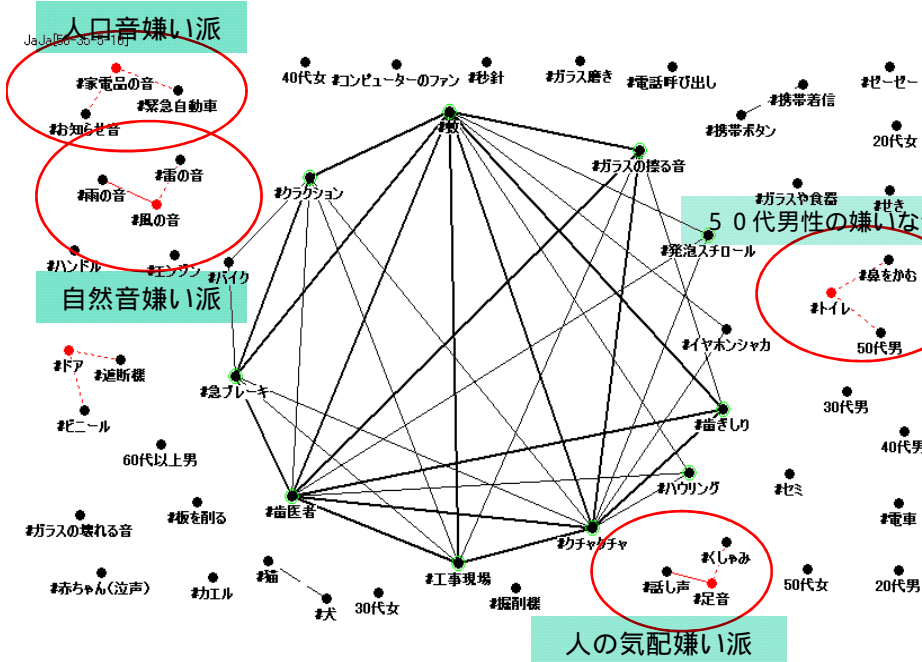 人口音嫌い派
#家電品の音
#緊急自動車
#お知らせ音
40代女
#コンピューターのファン
#秒針
#ガラス磨き
#電話呼び出し
#携帯着信
#携帯ボタン
#ゼーゼー
20代女
#蚊
#ガラスの擦る音
#クラクション
#雷の音
#雨の音
#風の音
#ガラスや食器
#せき
５０代男性の嫌いな
#発泡スチロール
#ハンドル
#エンジン
#バイク
自然音嫌い派
#鼻をかむ
#トイレ
50代男
#イヤホンシャカ
#ドア
#遮断機
#ビニール
#急ブレーキ
30代男
#歯ぎしり
40代男
60代以上男
#ハウリング
#セミ
#歯医者
#板を削る
#ガラスの壊れる音
#電車
#クチャクチャ
#くしゃみ
#猫
#工事現場
#話し声
#足音
50代女
20代男
#赤ちゃん(泣声)
#カエル
#犬
30代女
#掘削機
人の気配嫌い派